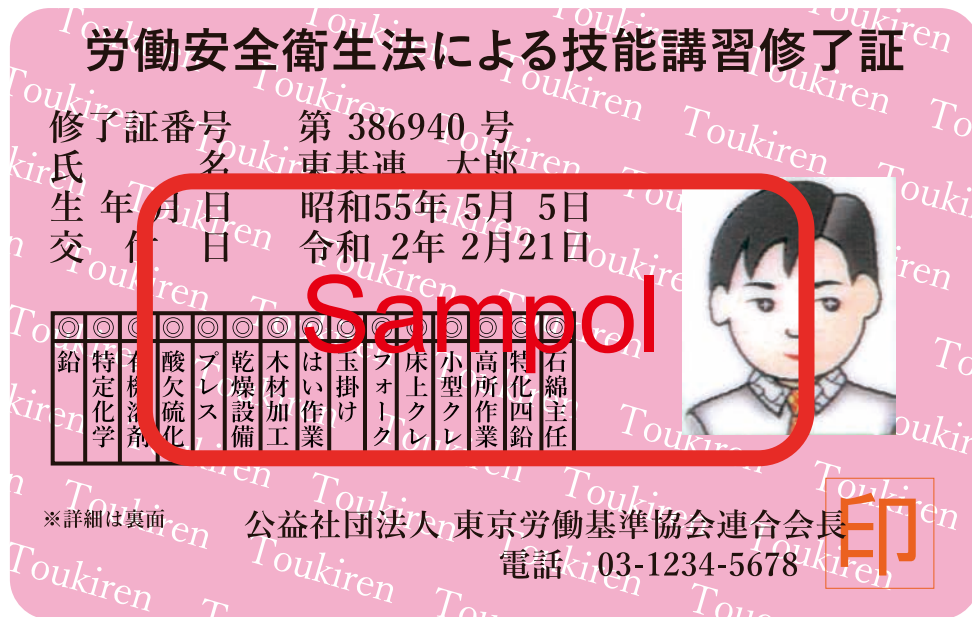 労働安全衛生法による技能講習修了証
修了証番号 第 386940 号
氏名 東基連 太郎
生年月日 昭和55年 5月 5日
交付日 令和 2年 2月21日
Sampol
◎ ◎ ◎ ◎ ◎ ◎ ◎ ◎ ◎ ◎ ◎ ◎ ◎ ◎ ◎
鉛
特定化学
有機溶剤
酸欠硫化
プレス
乾燥設備
木材加工
はい作業
玉掛け
フォーク
床上クレ
小型クレ
高所作業
特化四鉛
石綿主任
※詳細は裏面
公益社団法人 東京労働基準協会連合会長
印
電話 03-1234-5678
Toukiren